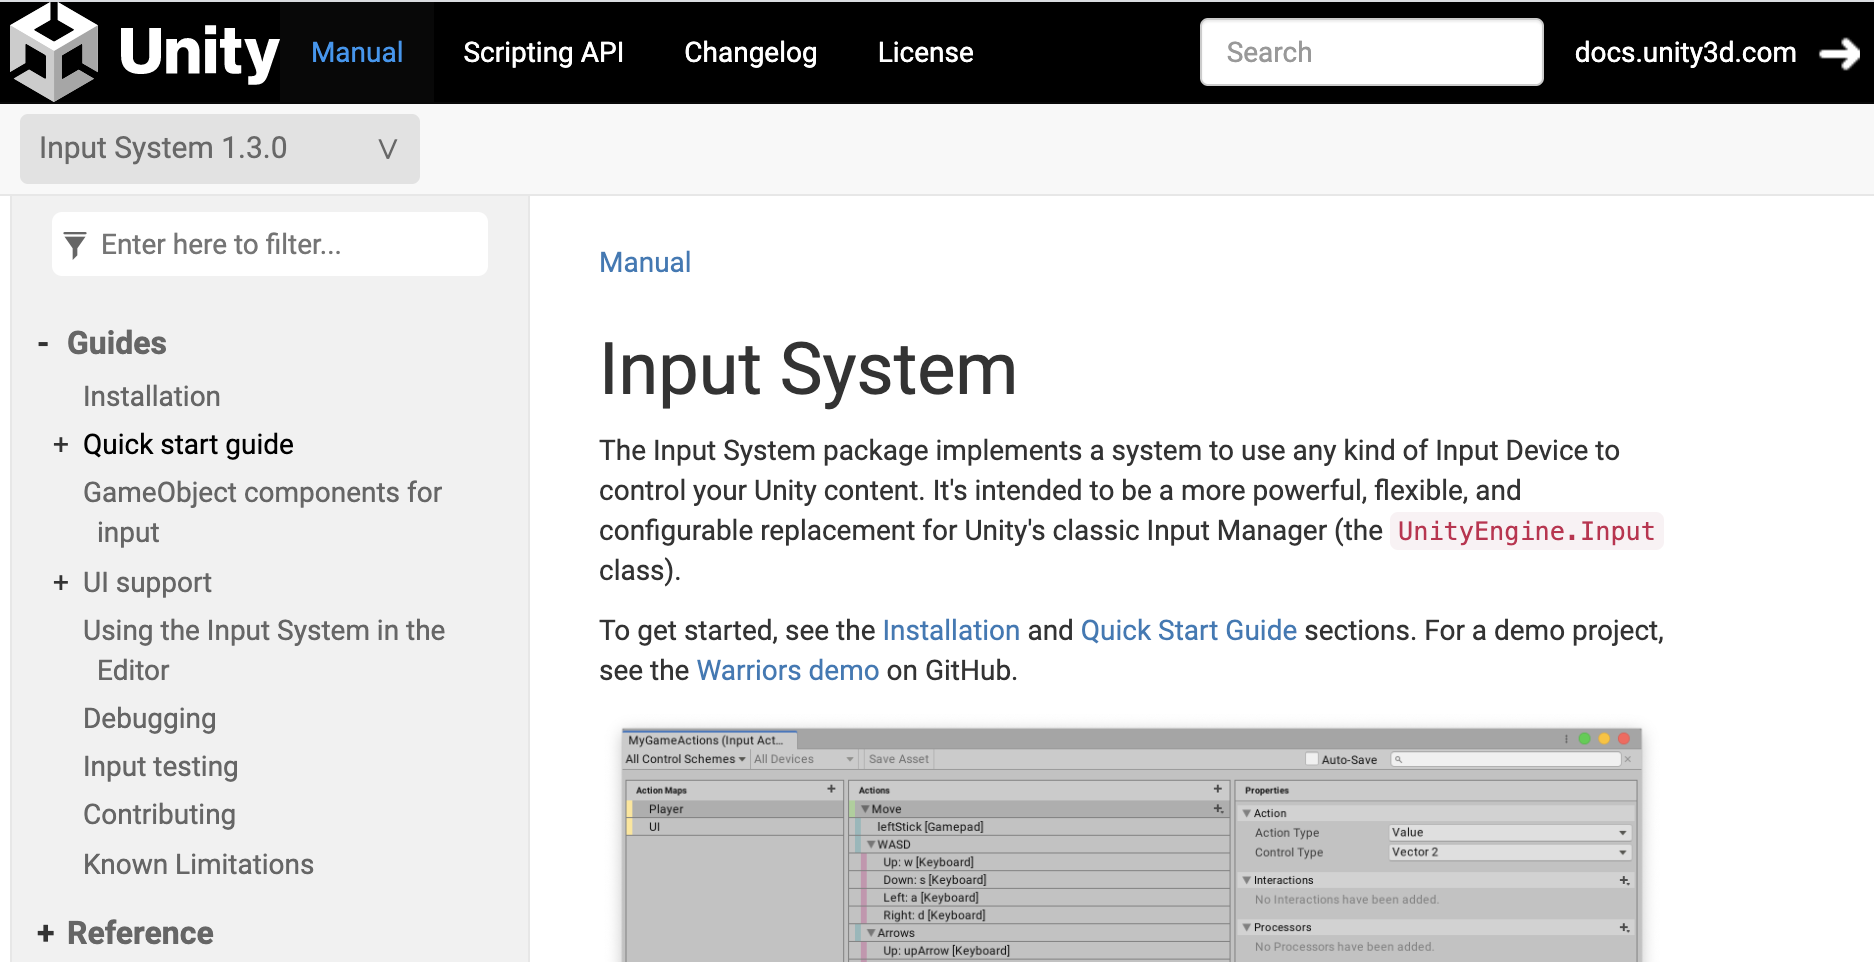 Unity Manual Scripting API Changelog License Search docs.unity3d.com
Input System 1.3.0 V
Enter here to filter...
- Guides
Installation
+ Quick start guide
GameObject components for
input
+ UI support
Using the Input System in the
Editor
Debugging
Input testing
Contributing
Known Limitations
+ Reference
Manual
Input System
The Input System package implements a system to use any kind of Input Device to
control your Unity content. It's intended to be a more powerful, flexible, and
configurable replacement for Unity's classic Input Manager (the UnityEngine.Input
class).
To get started, see the Installation and Quick Start Guide sections. For a demo project,
see the Warriors demo on GitHub.
MyGameActions (Input Act...
All Control Schemes All Devices Save Asset Auto-Save
Action Maps +
Player
UI
Actions +
Move +
leftStick [Gamepad]
WASD
Up: w [Keyboard]
Down: s [Keyboard]
Left: a [Keyboard]
Right: d [Keyboard]
Arrows
Up: upArrow [Keyboard]
Properties
Action
Action Type Value
Control Type Vector 2
Interactions +
No Interactions have been added.
Processors +
No Processors have been added.